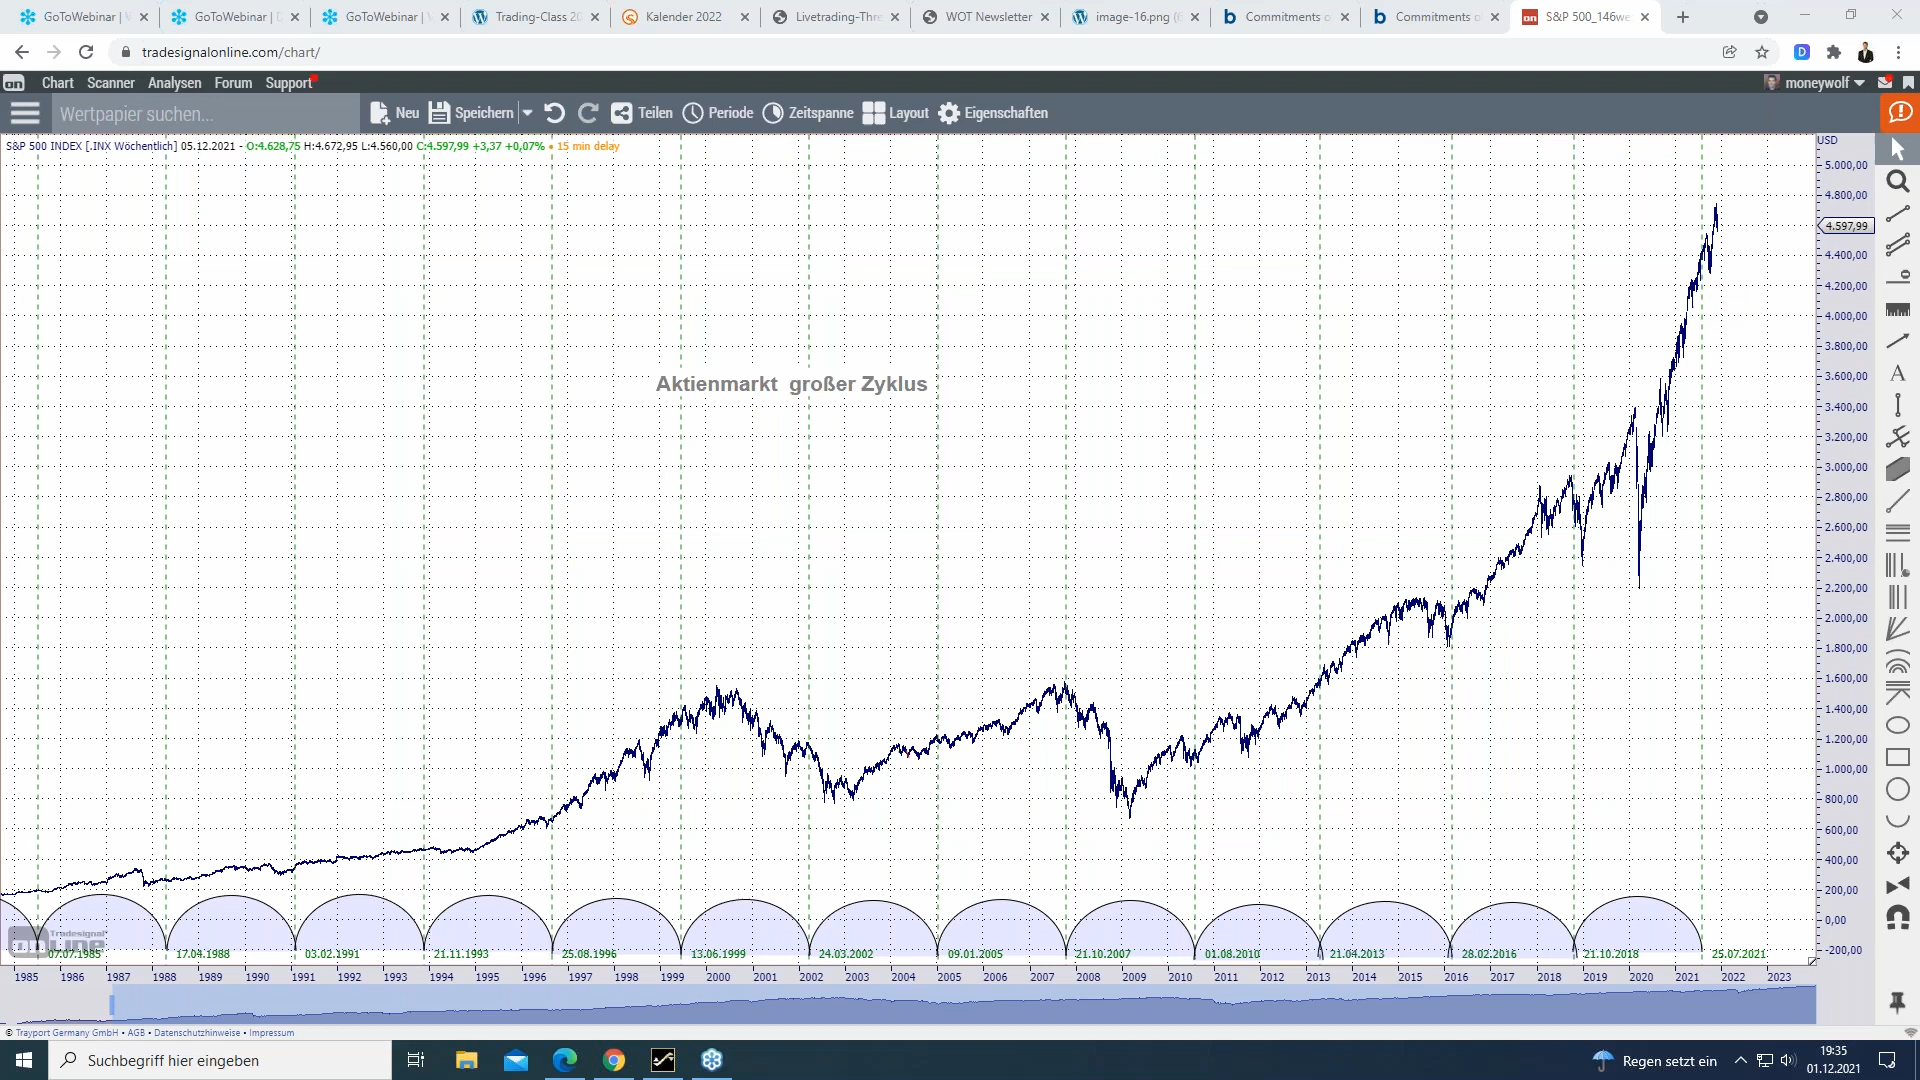 GoToWebinar | 
GoToWebinar | 
GoToWebinar | 
Trading-Class 20
Kalender 2022
Livetrading-Thre
WOT Newsletter
image-16.png (6
Commitments o
Commitments o
S&P 500_146we
tradesignalonline.com/chart/
on Chart Scanner Analysen Forum Support
moneywolf
Wertpapier suchen...
Neu Speichern Teilen Periode Zeitspanne Layout Eigenschaften
S&P 500 INDEX [.INX Wöchentlich] 05.12.2021 - O:4.628,75 H:4.672,95 L:4.560,00 C:4.597,99 +3,37 +0,07% • 15 min delay
USD
5.000,00
4.800,00
4.597,99
4.400,00
4.200,00
4.000,00
3.800,00
3.600,00
3.400,00
3.200,00
3.000,00
2.800,00
2.600,00
2.400,00
2.200,00
2.000,00
1.800,00
1.600,00
1.400,00
1.200,00
1.000,00
800,00
600,00
400,00
200,00
0,00
-200,00
Aktienmarkt  großer Zyklus
Tradesignal
onLine
07.07.1985 17.04.1988 03.02.1991 21.11.1993 25.08.1996 13.06.1999 24.03.2002 09.01.2005 21.10.2007 01.08.2010 21.04.2013 28.02.2016 21.10.2018 25.07.2021
1985 1986 1987 1988 1989 1990 1991 1992 1993 1994 1995 1996 1998 1999 2000 2001 2002 2003 2004 2005 2006 2007 2008 2009 2010 2011 2012 2013 2014 2015 2016 2017 2018 2019 2020 2021 2022 2023
© Trayport Germany GmbH • AGB • Datenschutzhinweise • Impressum
Suchbegriff hier eingeben
Regen setzt ein
19:35
01.12.2021